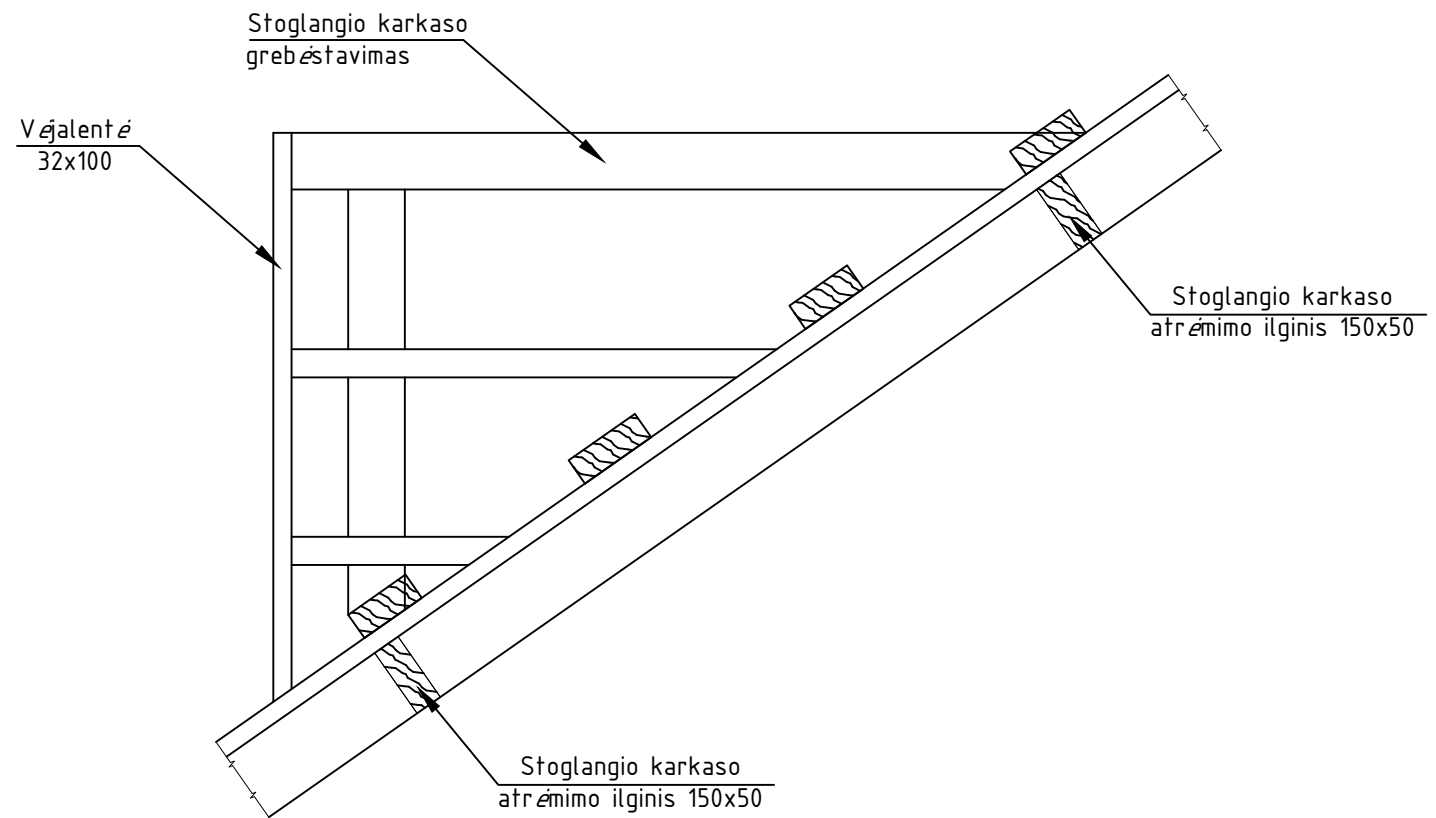 Stoglangio karkaso
grebėstavimas
Vėjalentė
32x100
Stoglangio karkaso
atrėmimo ilginis 150x50
Stoglangio karkaso
atrėmimo ilginis 150x50